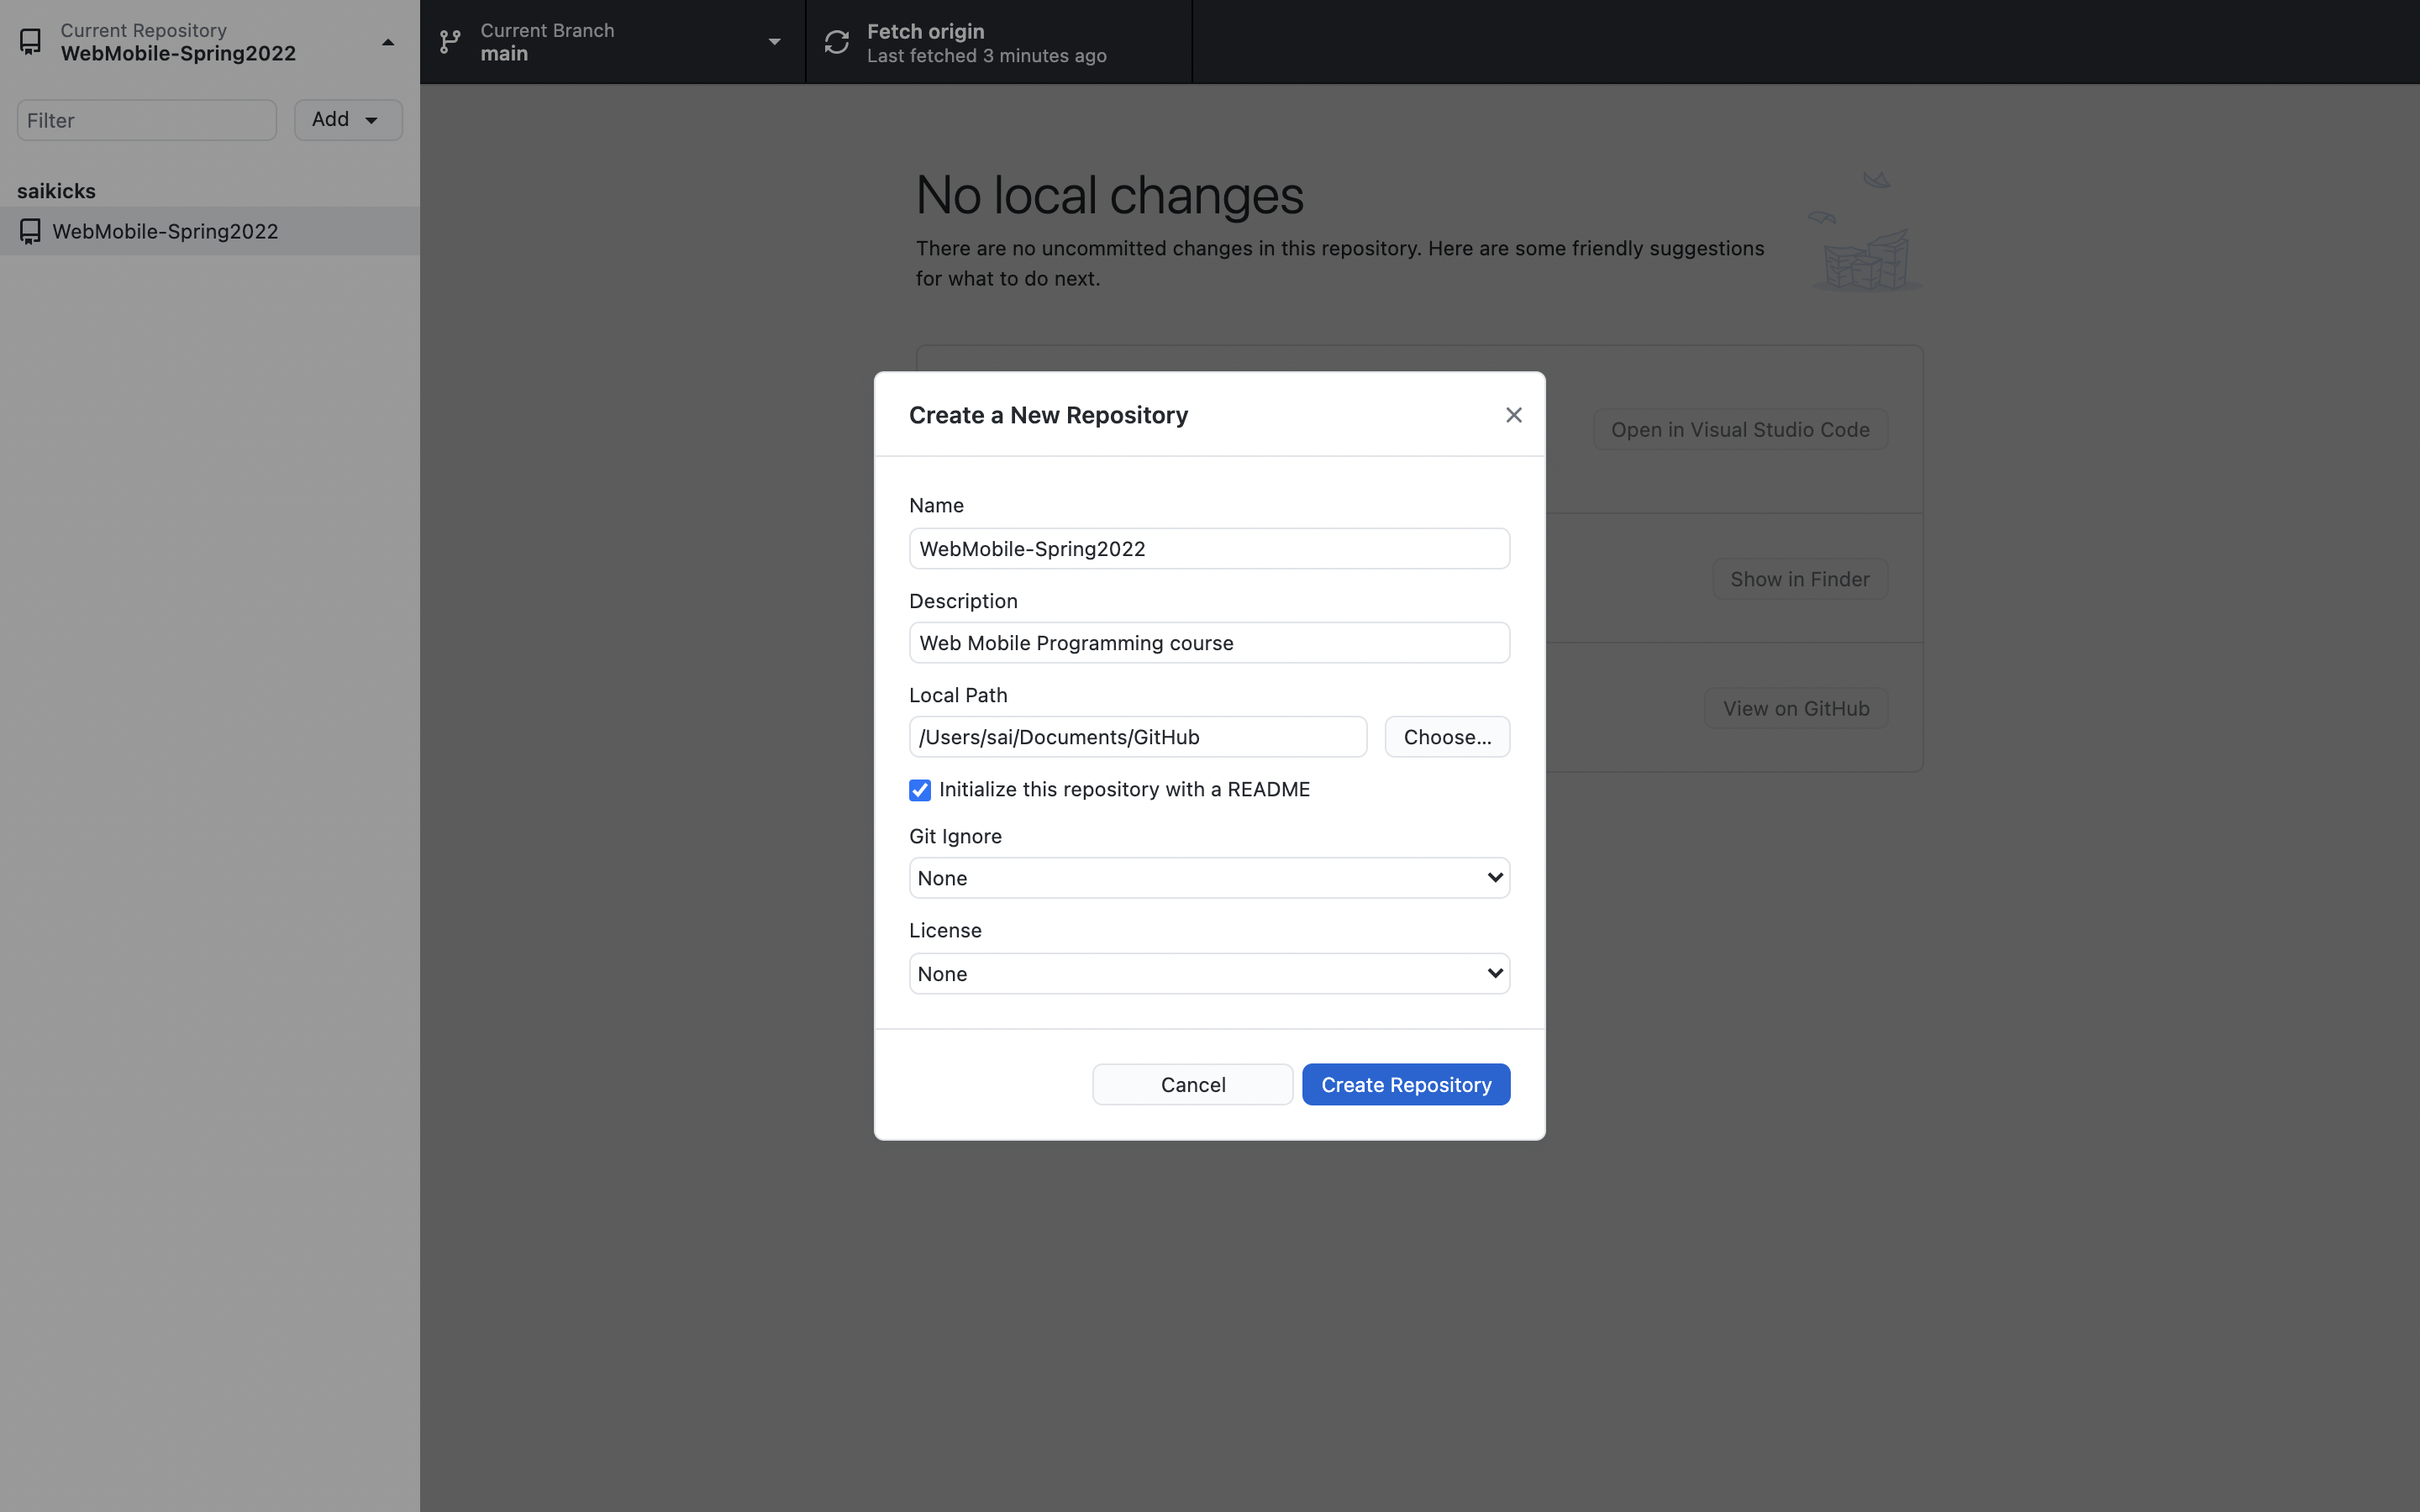 Current Repository
WebMobile-Spring2022
Current Branch
main
Fetch origin
Last fetched 3 minutes ago
Filter
Add
saikicks
WebMobile-Spring2022
No local changes
There are no uncommitted changes in this repository. Here are some friendly suggestions
for what to do next.
Open in Visual Studio Code
Show in Finder
View on GitHub
Create a New Repository
Name
WebMobile-Spring2022
Description
Web Mobile Programming course
Local Path
/Users/sai/Documents/GitHub
Choose...
Initialize this repository with a README
Git Ignore
None
License
None
Cancel
Create Repository